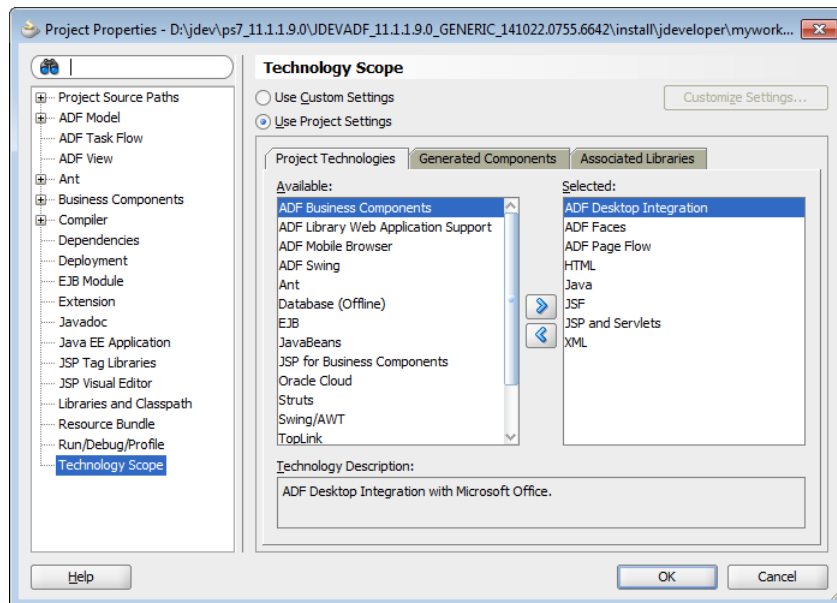 Project Properties - D:\jdev\ps7_11.1.1.9.0\JDEVADF_11.1.1.9.0_GENERIC_141022.0755.6642\install\jdeveloper\mywork...
Project Source Paths
ADF Model
ADF Task Flow
ADF View
Ant
Business Components
Compiler
Dependencies
Deployment
EJB Module
Extension
Javadoc
Java EE Application
JSP Tag Libraries
JSP Visual Editor
Libraries and Classpath
Resource Bundle
Run/Debug/Profile
Technology Scope
Technology Scope
Use Custom Settings
Customize Settings...
Use Project Settings
Project Technologies
Generated Components
Associated Libraries
Available:
ADF Business Components
ADF Library Web Application Support
ADF Mobile Browser
ADF Swing
Ant
Database (Offline)
EJB
JavaBeans
JSP for Business Components
Oracle Cloud
Struts
Swing/AWT
TopLink
Selected:
ADF Desktop Integration
ADF Faces
ADF Page Flow
HTML
Java
JSF
JSP and Servlets
XML
Technology Description:
ADF Desktop Integration with Microsoft Office.
Help
OK
Cancel